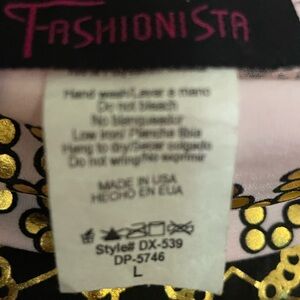 FASHIONISTA
Hand wash/Lavar a mano
Do not bleach
No blanqueador
Low iron/ Planche tibia
Hang to dry/Secar colgado
Do not wring/No exprimir
MADE IN USA
HECHO EN EUA
Style# DX-539
DP-5746
L